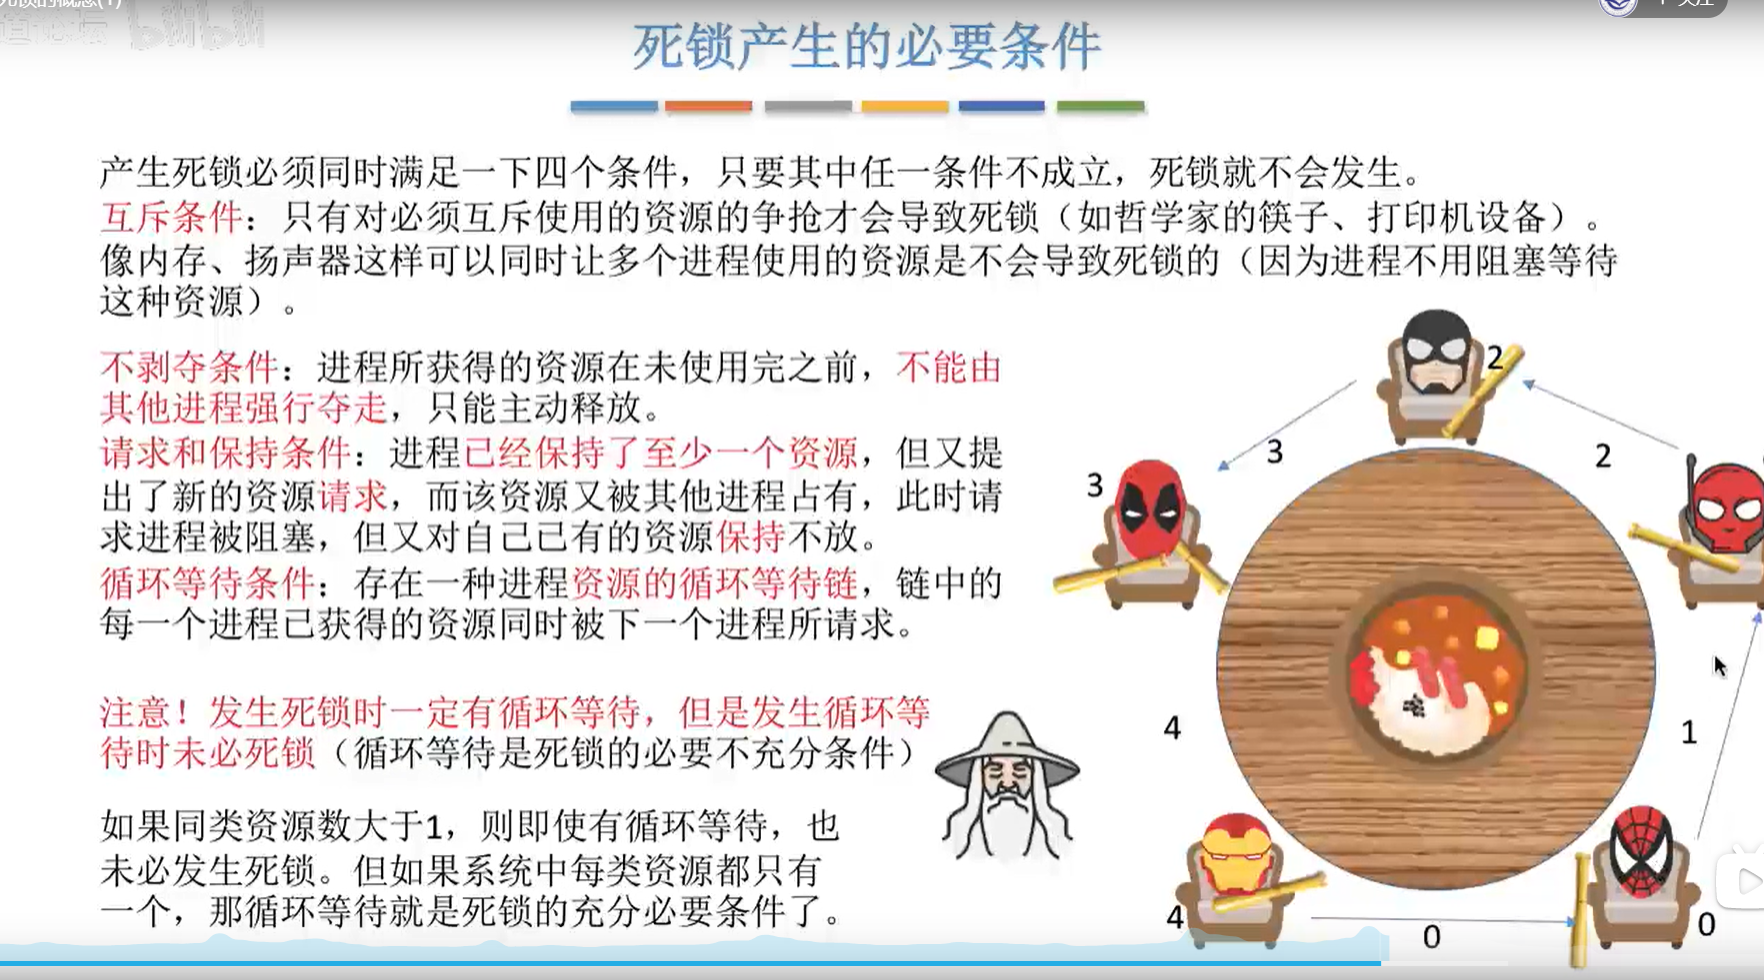 死锁的概念(1)
道论坛 bilibili
关注
死锁产生的必要条件
产生死锁必须同时满足一下四个条件，只要其中任一条件不成立，死锁就不会发生。
互斥条件：只有对必须互斥使用的资源的争抢才会导致死锁（如哲学家的筷子、打印机设备）。
像内存、扬声器这样可以同时让多个进程使用的资源是不会导致死锁的（因为进程不用阻塞等待
这种资源）。
不剥夺条件：进程所获得的资源在未使用完之前，不能由
其他进程强行夺走，只能主动释放。
请求和保持条件：进程已经保持了至少一个资源，但又提
出了新的资源请求，而该资源又被其他进程占有，此时请
求进程被阻塞，但又对自己已有的资源保持不放。
循环等待条件：存在一种进程资源的循环等待链，链中的
每一个进程已获得的资源同时被下一个进程所请求。
注意！发生死锁时一定有循环等待，但是发生循环等
待时未必死锁（循环等待是死锁的必要不充分条件）
如果同类资源数大于1，则即使有循环等待，也
未必发生死锁。但如果系统中每类资源都只有
一个，那循环等待就是死锁的充分必要条件了。
2
3
2
3
4
1
4
0
0